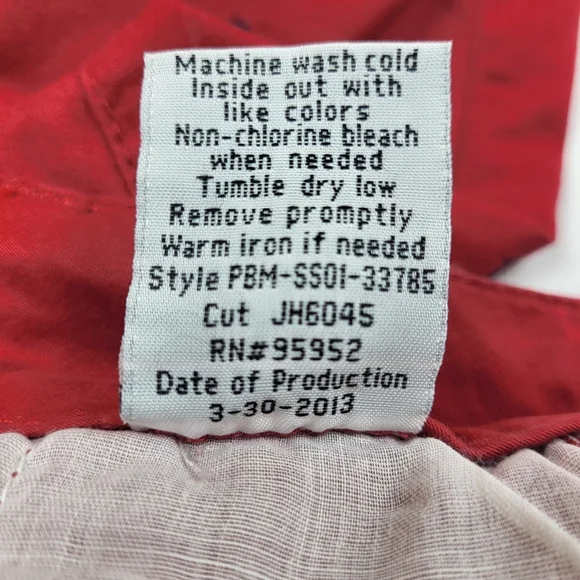 Machine wash cold
Inside out with
like colors
Non-chlorine bleach
when needed
Tumble dry low
Remove promptly
Warm iron if needed
Style PBM-SS01-33785
Cut JH6045
RN#95952
Date of Production
3-30-2013